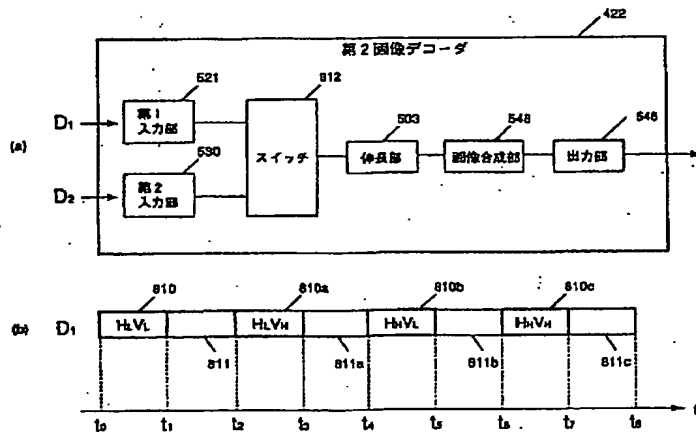 422
第2画像デコーダ
521
812
D₁
第1
入力部
503
548
546
(a)
スイッチ
伸長部
画像合成部
出力部
530
D₂
第2
入力部
810
810a
810b
810c
(b)
D₁
HLVL
HLVH
HHVL
HHVH
811
811a
811b
811c
t₀
t₁
t₂
t₃
t₄
t₅
t₆
t₇
t₈
t